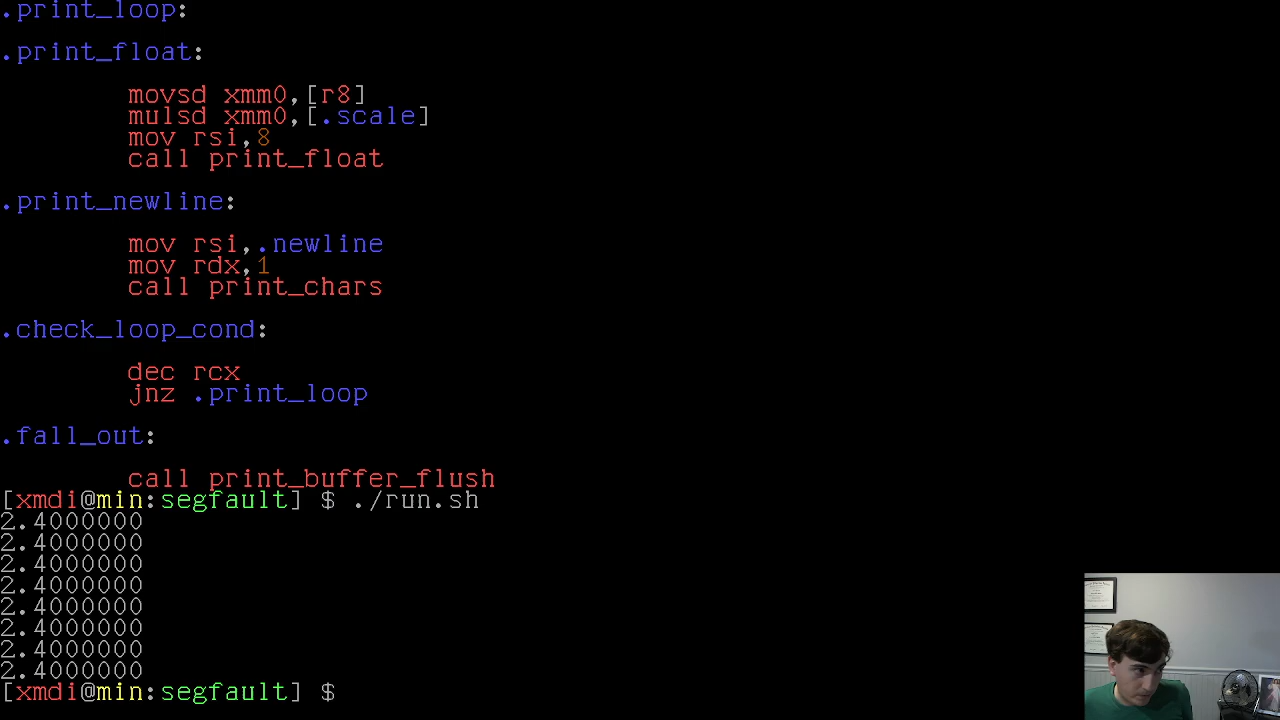 .print_loop:
.print_float:
movsd xmm0,[r8]
mulsd xmm0,[.scale]
mov rsi,8
call print_float
.print_newline:
mov rsi,.newline
mov rdx,1
call print_chars
.check_loop_cond:
dec rcx
jnz .print_loop
.fall_out:
call print_buffer_flush
[xmdi@min:segfault] $ ./run.sh
2.4000000
2.4000000
2.4000000
2.4000000
2.4000000
2.4000000
2.4000000
2.4000000
[xmdi@min:segfault] $